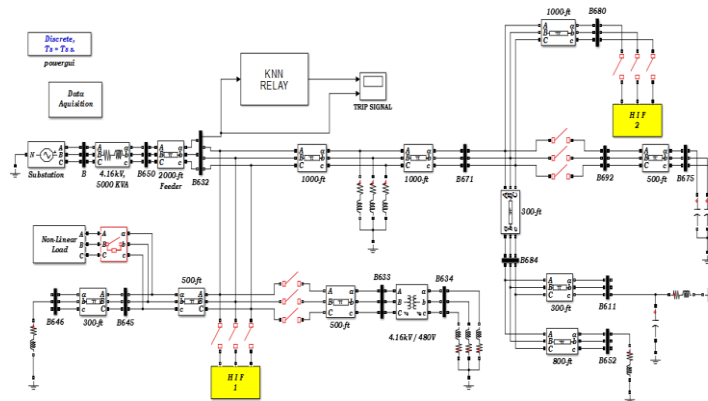 1000-ft
B680
A a
B b
C c
Discrete,
Ts = Ts s.
powergui
Data
Aquisition
KNN
RELAY
TRIP SIGNAL
HIF
2
N
A
B
C
Substation
B
A a
B b
C c
4.16kV,
5000 KVA
B650
A a
B b
C c
2000-ft
Feeder
B632
A a
B b
C c
1000-ft
A a
B b
C c
1000-ft
B671
B692
A a
B b
C c
500-ft
B675
300-ft
B684
Non-Linear
Load
A
B
C
A a
B b
C c
500-ft
B646
300-ft
B645
B633
B634
500-ft
4.16kV / 480V
A a
B b
C c
300-ft
B611
A a
B b
C c
800-ft
B652
HIF
1